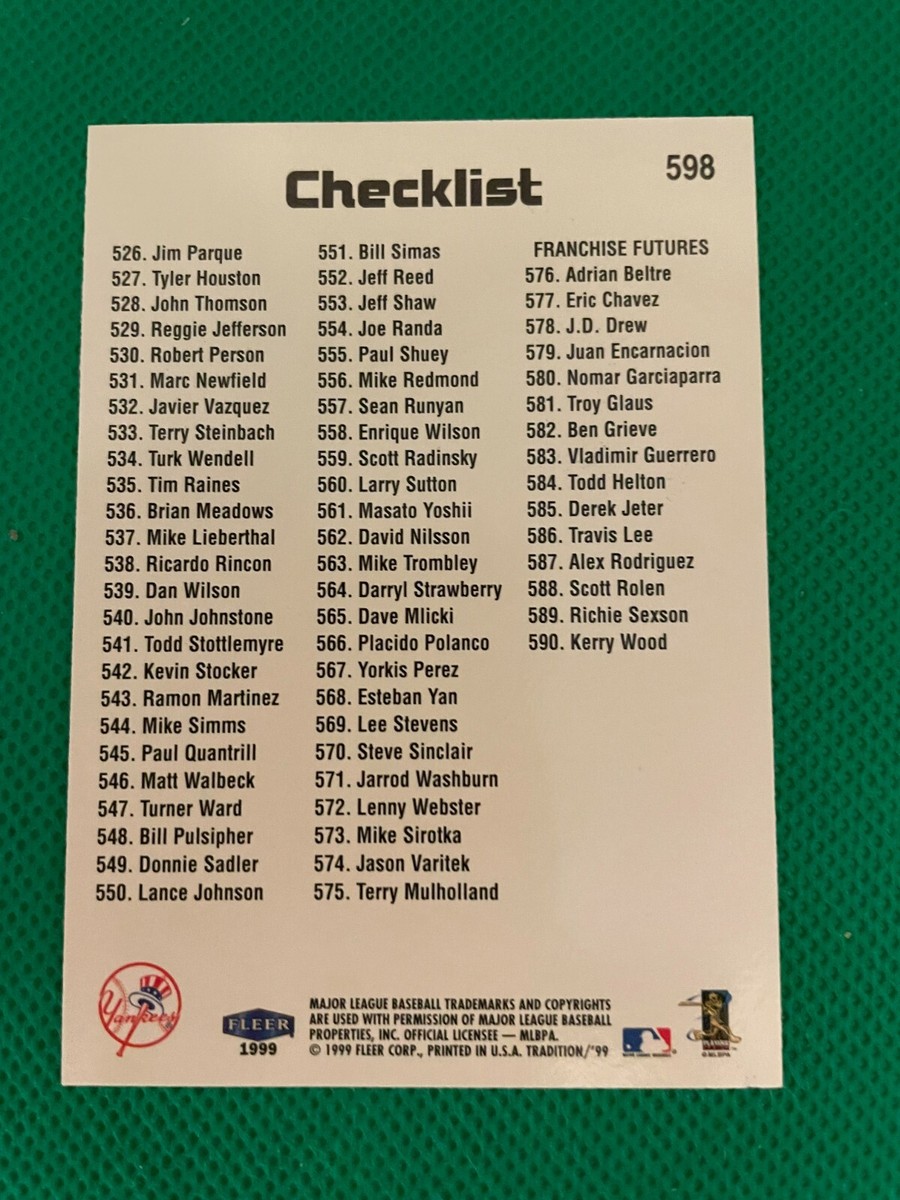 Checklist
598
526. Jim Parque
527. Tyler Houston
528. John Thomson
529. Reggie Jefferson
530. Robert Person
531. Marc Newfield
532. Javier Vazquez
533. Terry Steinbach
534. Turk Wendell
535. Tim Raines
536. Brian Meadows
537. Mike Lieberthal
538. Ricardo Rincon
539. Dan Wilson
540. John Johnstone
541. Todd Stottlemyre
542. Kevin Stocker
543. Ramon Martinez
544. Mike Simms
545. Paul Quantrill
546. Matt Walbeck
547. Turner Ward
548. Bill Pulsipher
549. Donnie Sadler
550. Lance Johnson
551. Bill Simas
552. Jeff Reed
553. Jeff Shaw
554. Joe Randa
555. Paul Shuey
556. Mike Redmond
557. Sean Runyan
558. Enrique Wilson
559. Scott Radinsky
560. Larry Sutton
561. Masato Yoshii
562. David Nilsson
563. Mike Trombley
564. Darryl Strawberry
565. Dave Mlicki
566. Placido Polanco
567. Yorkis Perez
568. Esteban Yan
569. Lee Stevens
570. Steve Sinclair
571. Jarrod Washburn
572. Lenny Webster
573. Mike Sirotka
574. Jason Varitek
575. Terry Mulholland
FRANCHISE FUTURES
576. Adrian Beltre
577. Eric Chavez
578. J.D. Drew
579. Juan Encarnacion
580. Nomar Garciaparra
581. Troy Glaus
582. Ben Grieve
583. Vladimir Guerrero
584. Todd Helton
585. Derek Jeter
586. Travis Lee
587. Alex Rodriguez
588. Scott Rolen
589. Richie Sexson
590. Kerry Wood
Yankees
FLEER
1999
MAJOR LEAGUE BASEBALL TRADEMARKS AND COPYRIGHTS
ARE USED WITH PERMISSION OF MAJOR LEAGUE BASEBALL
PROPERTIES, INC. OFFICIAL LICENSEE — MLBPA.
© 1999 FLEER CORP., PRINTED IN U.S.A. TRADITION/'99